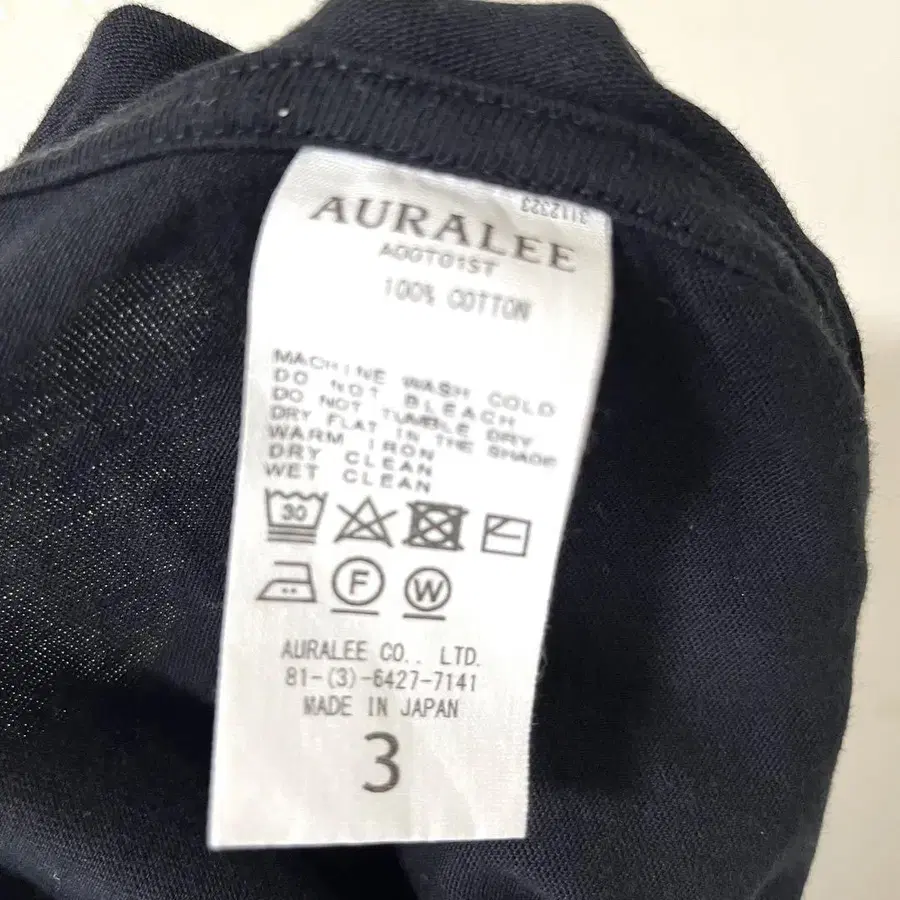 3112323
AURALEE
A00T01ST
100% COTTON
MACHINE WASH COLD
DO NOT BLEACH
DO NOT TUMBLE DRY
DRY FLAT IN THE SHADE
WARM IRON
DRY CLEAN
WET CLEAN
30
F W
AURALEE CO., LTD.
81-(3)-6427-7141
MADE IN JAPAN
3